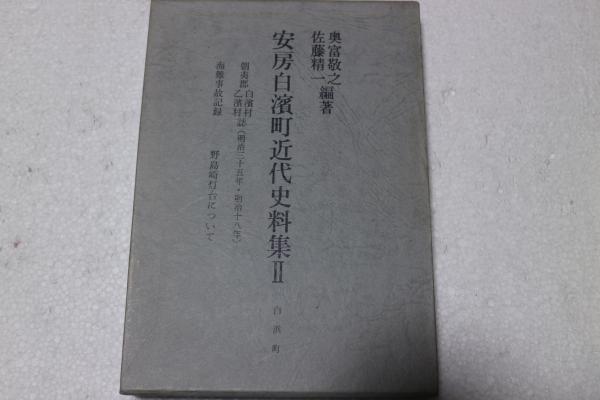 奥富敬之
佐藤精一 編著
安房白濱町近代史料集Ⅱ
朝夷郡 白濱村
乙濱村 誌(明治三十五年・明治十八年)
海難事故記録
野島崎灯台について
白浜町